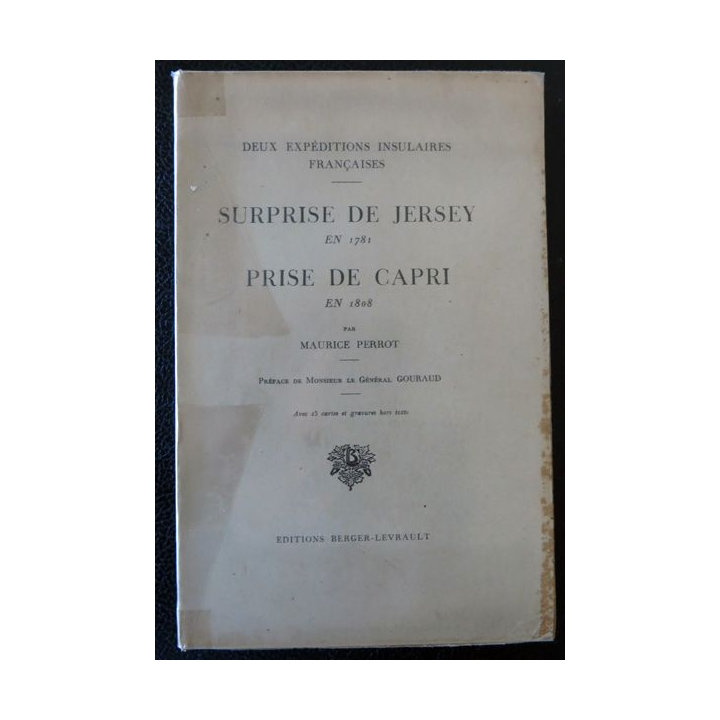 DEUX EXPÉDITIONS INSULAIRES
FRANÇAISES
SURPRISE DE JERSEY
EN 1781
PRISE DE CAPRI
EN 1808
PAR
MAURICE PERROT
PRÉFACE DE MONSIEUR LE GÉNÉRAL GOURAUD
Avec 25 cartes et gravures hors texte
EDITIONS BERGER-LEVRAULT